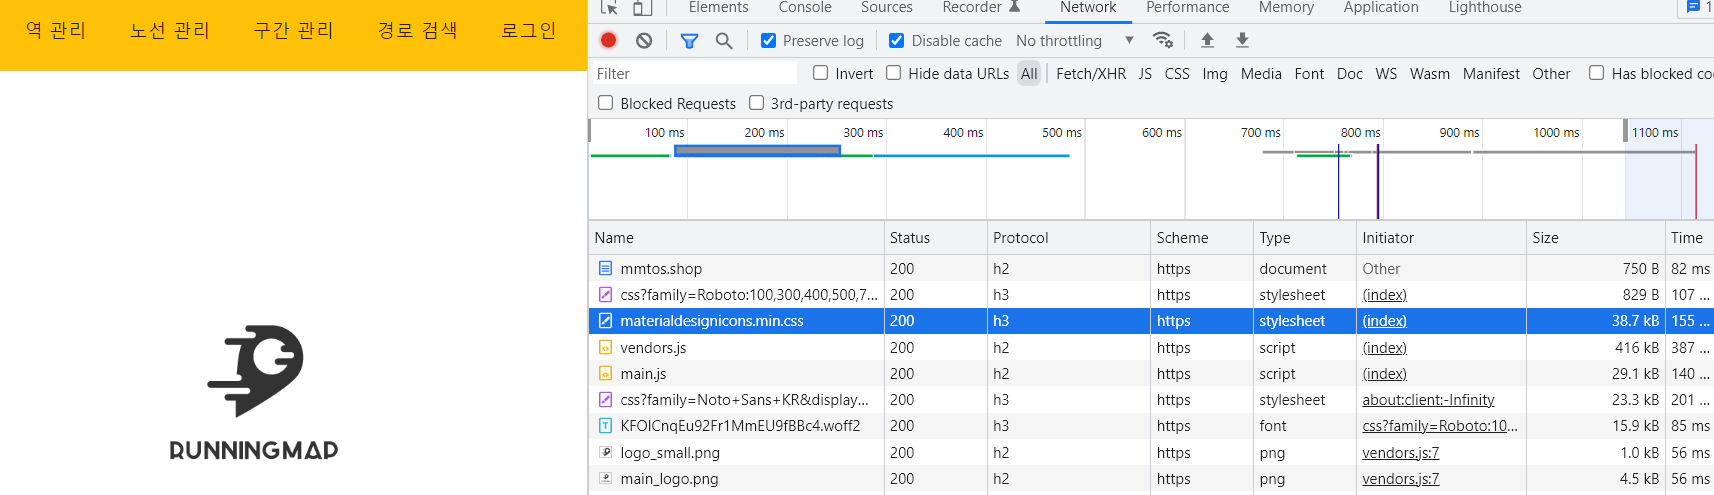 역 관리 노선 관리 구간 관리 경로 검색 로그인
RUNNINGMAP
Elements Console Sources Recorder Network Performance Memory Application Lighthouse 1
Preserve log Disable cache No throttling
Filter Invert Hide data URLs All Fetch/XHR JS CSS Img Media Font Doc WS Wasm Manifest Other Has blocked co
Blocked Requests 3rd-party requests
100 ms 200 ms 300 ms 400 ms 500 ms 600 ms 700 ms 800 ms 900 ms 1000 ms 1100 ms
Name Status Protocol Scheme Type Initiator Size Time
mmtos.shop 200 h2 https document Other 750 B 82 ms
css?family=Roboto:100,300,400,500,7... 200 h3 https stylesheet (index) 829 B 107 ...
materialdesignicons.min.css 200 h3 https stylesheet (index) 38.7 kB 155 ...
vendors.js 200 h2 https script (index) 416 kB 387 ...
main.js 200 h2 https script (index) 29.1 kB 140 ...
css?family=Noto+Sans+KR&display... 200 h3 https stylesheet about:client:-Infinity 23.3 kB 201 ...
KFOlCnqEu92Fr1MmEU9fBBc4.woff2 200 h3 https font css?family=Roboto:10... 15.9 kB 85 ms
logo_small.png 200 h2 https png vendors.js:7 1.0 kB 56 ms
main_logo.png 200 h2 https png vendors.js:7 4.5 kB 56 ms